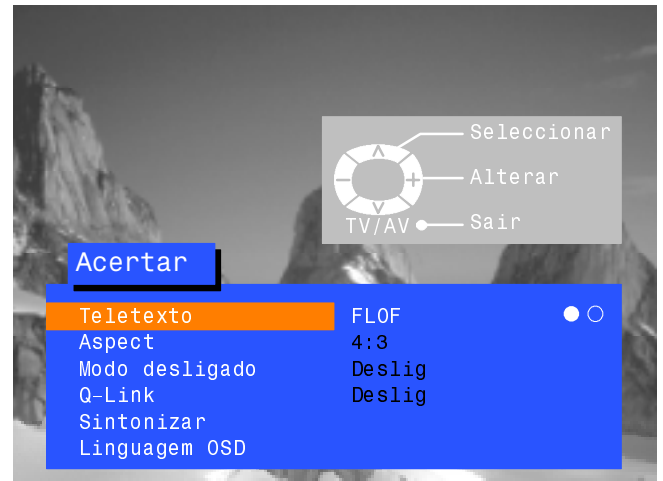 Seleccionar
Alterar
TV/AV Sair
Acertar
Teletexto FLOF
Aspect 4:3
Modo desligado Deslig
Q-Link Deslig
Sintonizar
Linguagem OSD